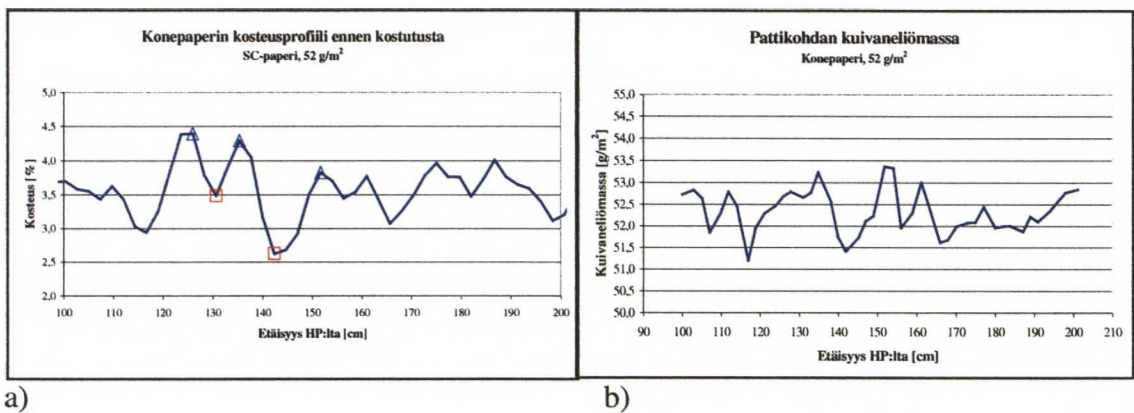 Konepaperin kosteusprofiili ennen kostutusta
SC-paperi, 52 g/m²
Kosteus [%]
5,0
4,5
4,0
3,5
3,0
2,5
2,0
100 110 120 130 140 150 160 170 180 190 200
Etäisyys HP:lta [cm]
a)
Pattikohdan kuivaneliömassa
Konepaperi, 52 g/m²
Kuivaneliömassa [g/m²]
55,0
54,5
54,0
53,5
53,0
52,5
52,0
51,5
51,0
50,5
50,0
90 100 110 120 130 140 150 160 170 180 190 200 210
Etäisyys HP:lta [cm]
b)